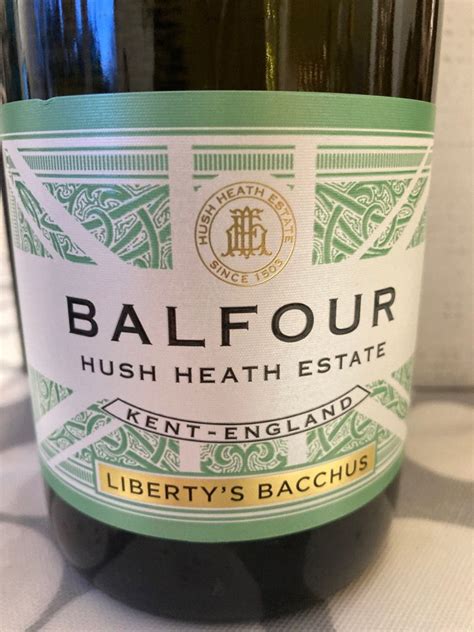 HUSH HEATH ESTATE
SINCE 1503
BALFOUR
HUSH HEATH ESTATE
KENT-ENGLAND
LIBERTY'S BACCHUS